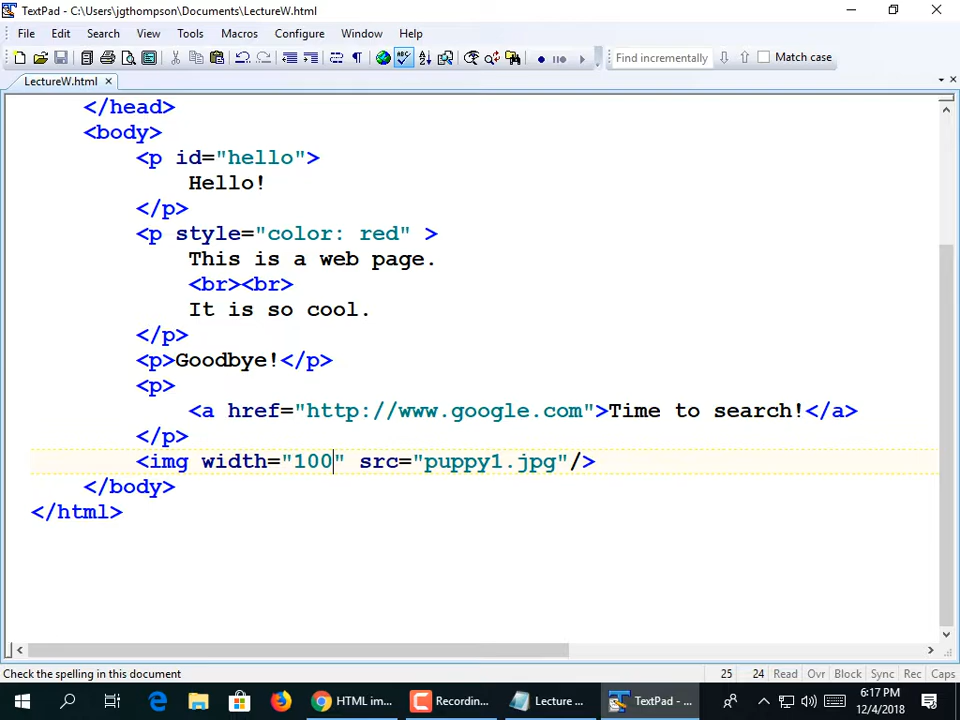 TextPad - C:\Users\jgthompson\Documents\LectureW.html
File Edit Search View Tools Macros Configure Window Help
Find incrementally Match case
LectureW.html
</head>
<body>
<p id="hello">
Hello!
</p>
<p style="color: red" >
This is a web page.
<br><br>
It is so cool.
</p>
<p>Goodbye!</p>
<p>
<a href="http://www.google.com">Time to search!</a>
</p>
<img width="100" src="puppy1.jpg"/>
</body>
</html>
Check the spelling in this document 25 24 Read Ovr Block Sync Rec Caps
HTML im... Recording... Lecture ... TextPad - ... 6:17 PM
12/4/2018